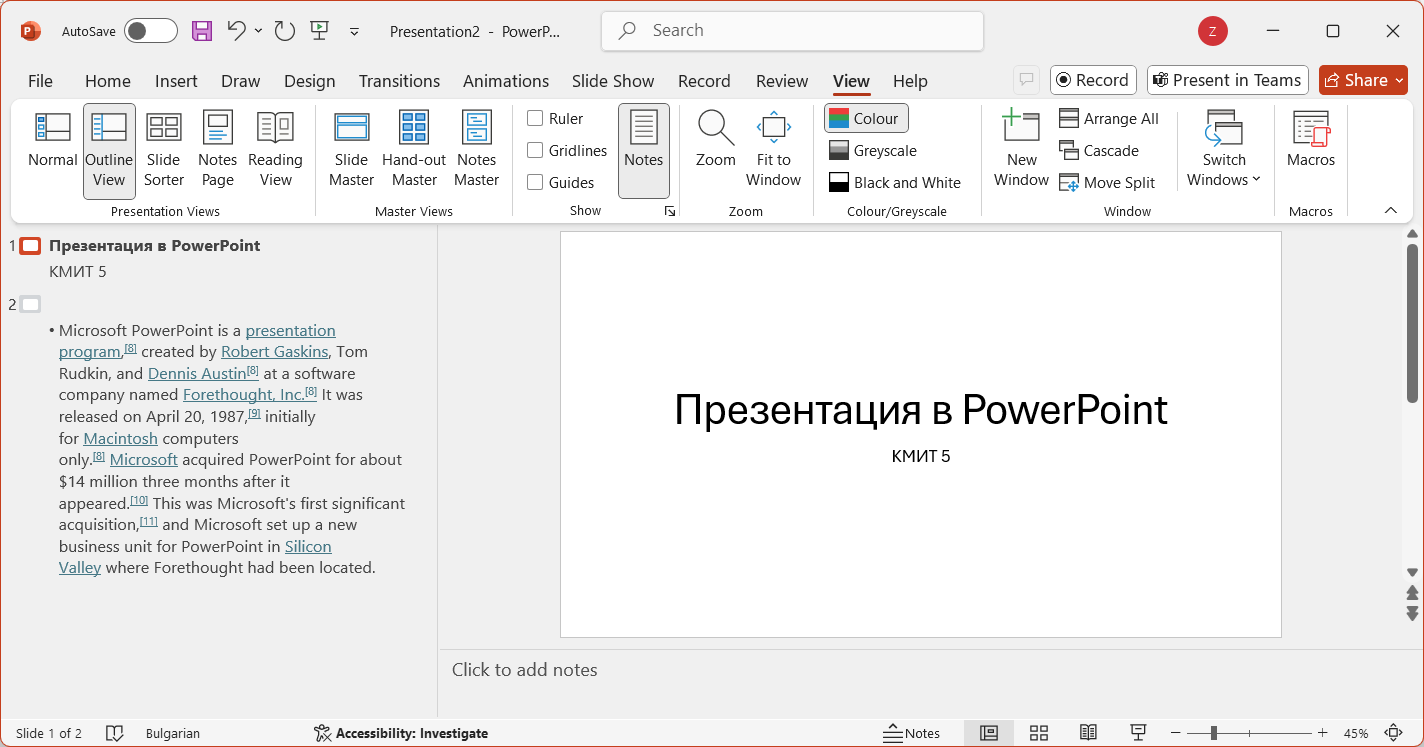 AutoSave
Presentation2 - PowerP...
Search
Z
File Home Insert Draw Design Transitions Animations Slide Show Record Review View Help
Record Present in Teams Share
Normal Outline View Slide Sorter Notes Page Reading View
Presentation Views
Slide Master Hand-out Master Notes Master
Master Views
Ruler
Gridlines
Guides
Notes
Show
Zoom Fit to Window
Zoom
Colour
Greyscale
Black and White
Colour/Greyscale
New Window
Arrange All
Cascade
Move Split
Switch Windows
Window
Macros
Macros
1 Презентация в PowerPoint
КМИТ 5
2
• Microsoft PowerPoint is a presentation
program,[8] created by Robert Gaskins, Tom
Rudkin, and Dennis Austin[8] at a software
company named Forethought, Inc.[8] It was
released on April 20, 1987,[9] initially
for Macintosh computers
only.[8] Microsoft acquired PowerPoint for about
$14 million three months after it
appeared.[10] This was Microsoft's first significant
acquisition,[11] and Microsoft set up a new
business unit for PowerPoint in Silicon
Valley where Forethought had been located.
Презентация в PowerPoint
КМИТ 5
Click to add notes
Slide 1 of 2 Bulgarian Accessibility: Investigate Notes 45%